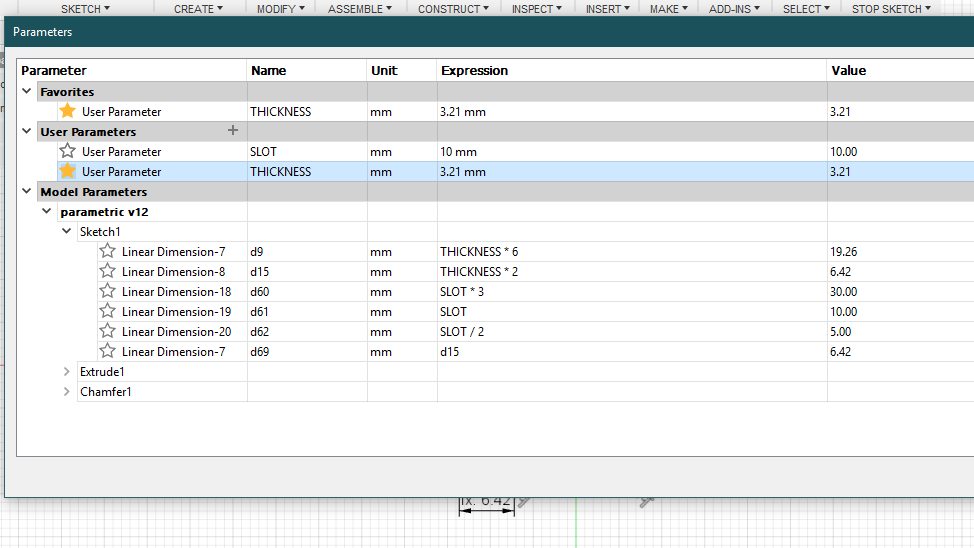 SKETCH CREATE MODIFY ASSEMBLE CONSTRUCT INSPECT INSERT MAKE ADD-INS SELECT STOP SKETCH
Parameters
Parameter Name Unit Expression Value
Favorites
User Parameter THICKNESS mm 3.21 mm 3.21
User Parameters +
User Parameter SLOT mm 10 mm 10.00
User Parameter THICKNESS mm 3.21 mm 3.21
Model Parameters
parametric v12
Sketch1
Linear Dimension-7 d9 mm THICKNESS * 6 19.26
Linear Dimension-8 d15 mm THICKNESS * 2 6.42
Linear Dimension-18 d60 mm SLOT * 3 30.00
Linear Dimension-19 d61 mm SLOT 10.00
Linear Dimension-20 d62 mm SLOT / 2 5.00
Linear Dimension-7 d69 mm d15 6.42
Extrude1
Chamfer1
fx: 6.42